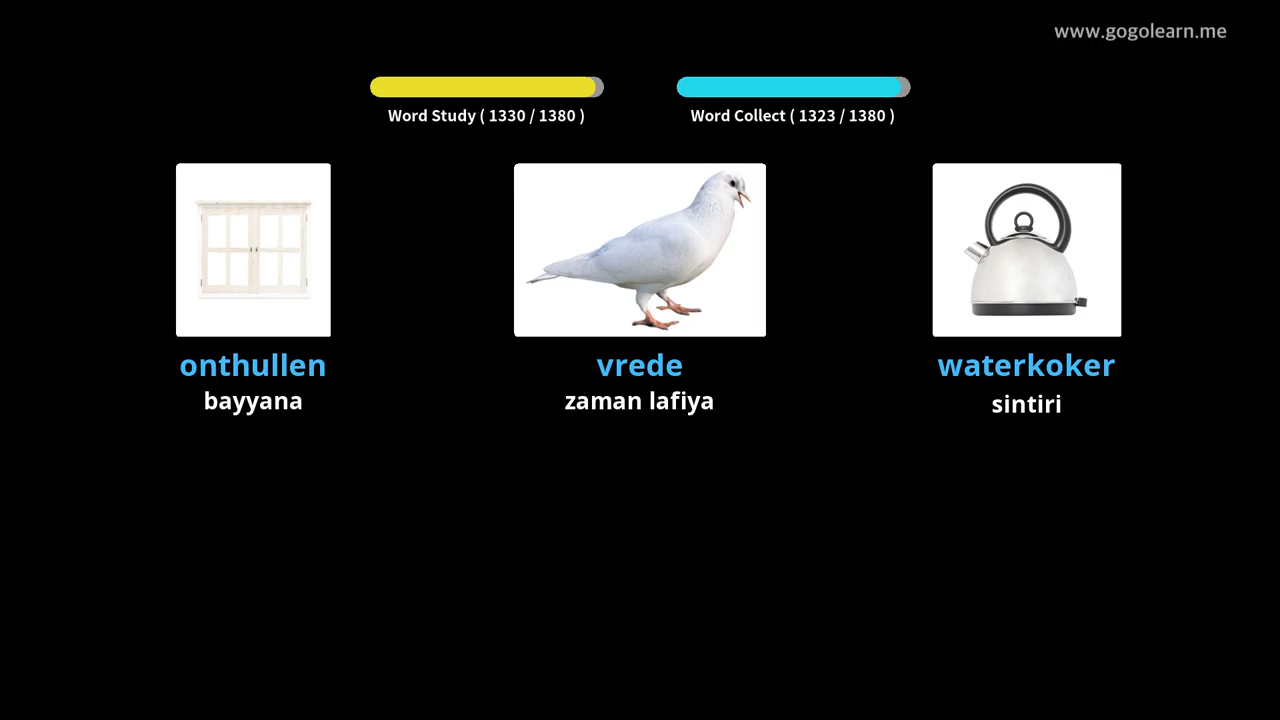 www.gogolearn.me
Word Study ( 1330 / 1380 )
Word Collect ( 1323 / 1380 )
onthullen
bayyana
vrede
zaman lafiya
waterkoker
sintiri